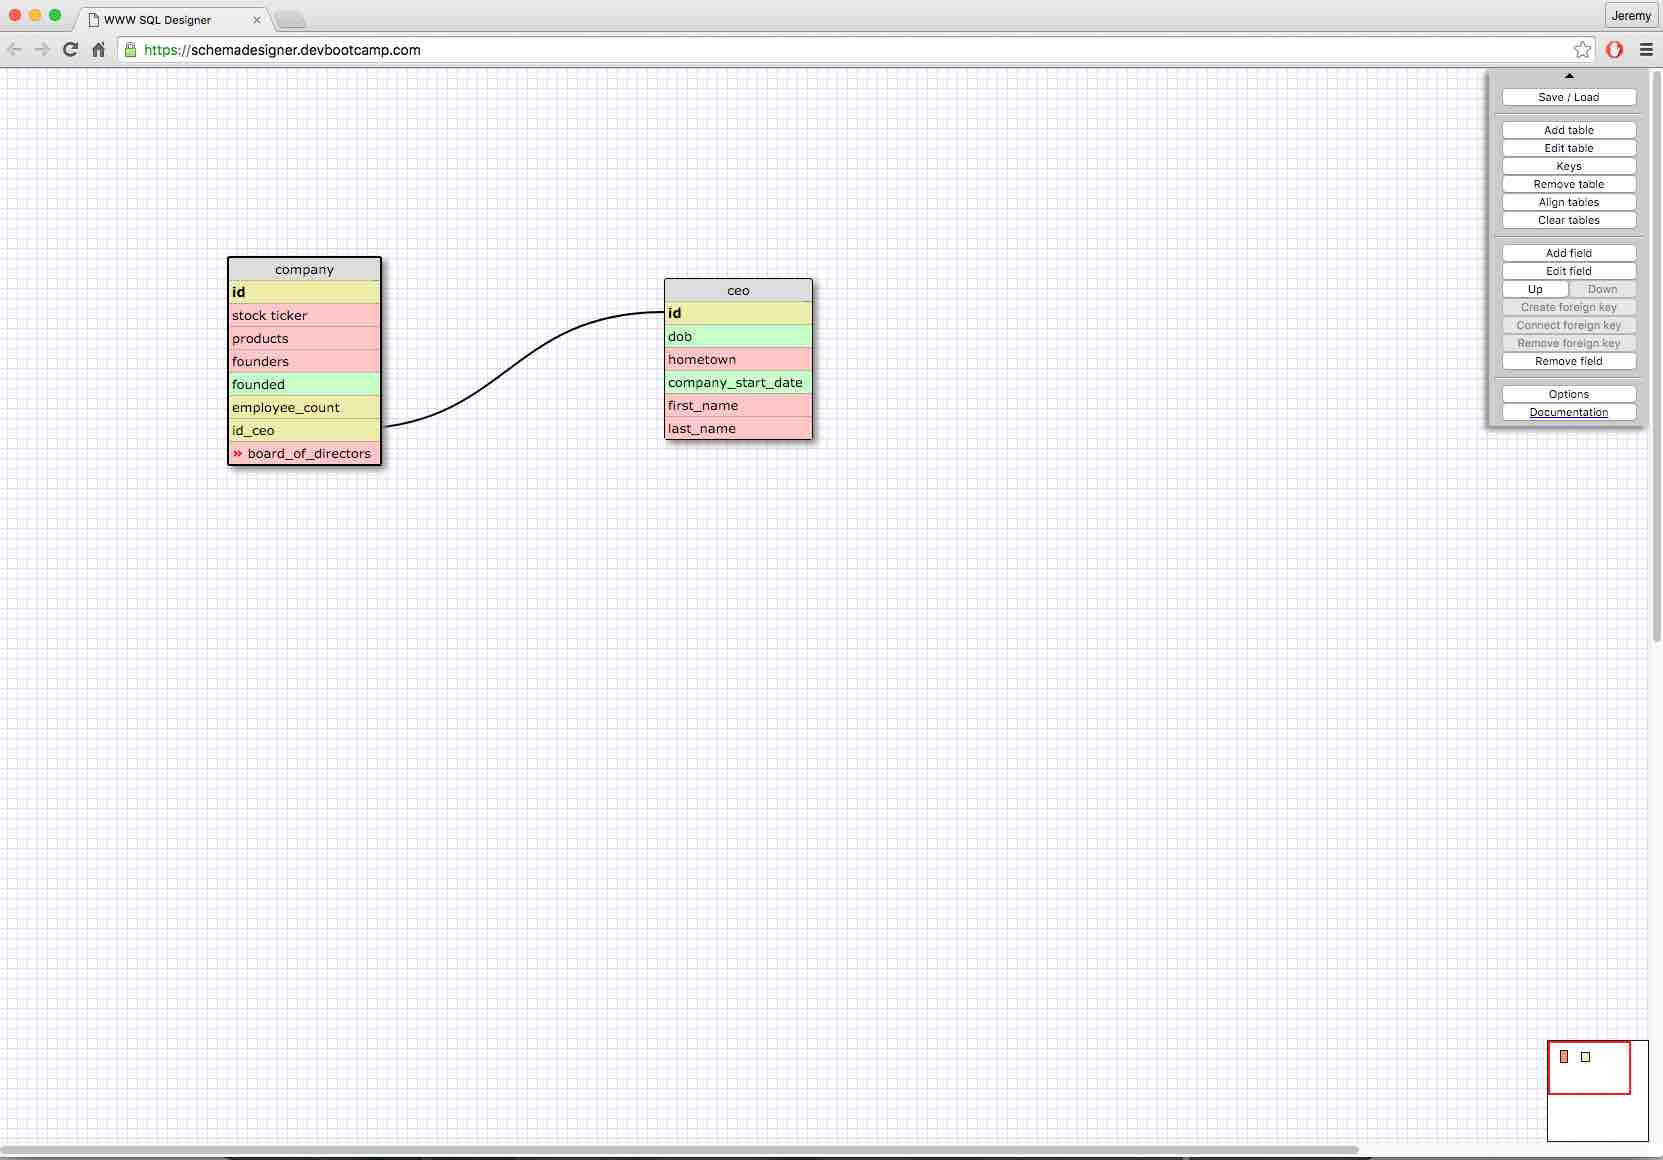 WWW SQL Designer
Jeremy
https://schemadesigner.devbootcamp.com
Save / Load
Add table
Edit table
Keys
Remove table
Align tables
Clear tables
Add field
Edit field
Up Down
Create foreign key
Connect foreign key
Remove foreign key
Remove field
Options
Documentation
company
id
stock ticker
products
founders
founded
employee_count
id_ceo
» board_of_directors
ceo
id
dob
hometown
company_start_date
first_name
last_name